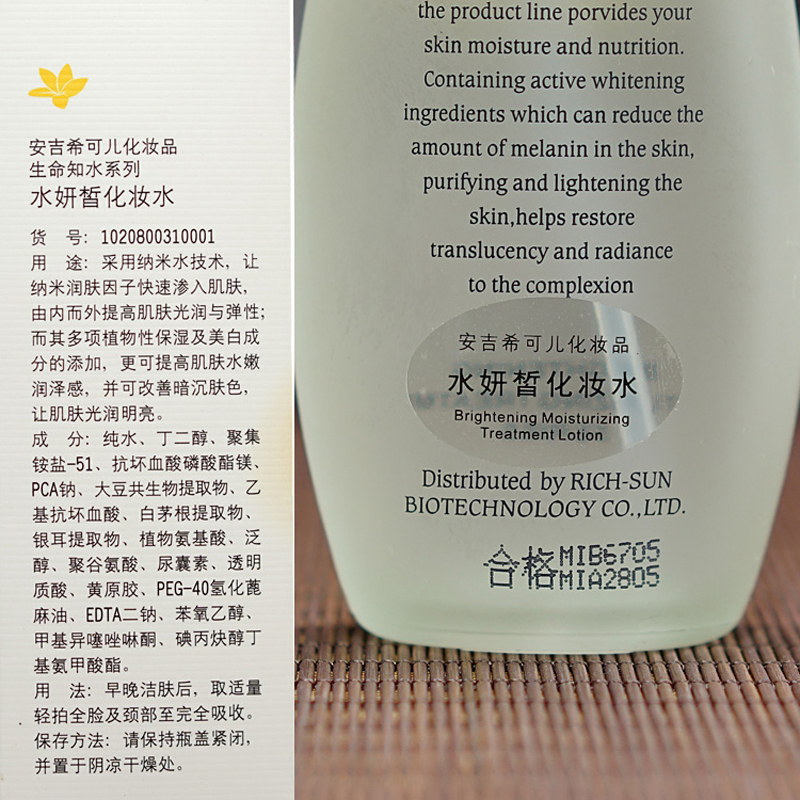 安吉希可儿化妆品
生命知水系列
水妍皙化妆水
货 号: 1020800310001
用 途: 采用纳米水技术, 让
纳米润肤因子快速渗入肌肤,
由内而外提高肌肤光润与弹性;
而其多项植物性保湿及美白成
分的添加, 更可提高肌肤水嫩
润泽感, 并可改善暗沉肤色,
让肌肤光润明亮。
成 分: 纯水、丁二醇、聚集
铵盐-51、抗坏血酸磷酸酯镁、
PCA钠、大豆共生物提取物、乙
基抗坏血酸、白茅根提取物、
银耳提取物、植物氨基酸、泛
醇、聚谷氨酸、尿囊素、透明
质酸、黄原胶、PEG-40氢化蓖
麻油、EDTA二钠、苯氧乙醇、
甲基异噻唑啉酮、碘丙炔醇丁
基氨甲酸酯。
用 法: 早晚洁肤后, 取适量
轻拍全脸及颈部至完全吸收。
保存方法: 请保持瓶盖紧闭,
并置于阴凉干燥处。
the product line porvides your
skin moisture and nutrition.
Containing active whitening
ingredients which can reduce the
amount of melanin in the skin,
purifying and lightening the
skin,helps restore
translucency and radiance
to the complexion
安吉希可儿化妆品
水妍皙化妆水
Brightening Moisturizing
Treatment Lotion
Distributed by RICH-SUN
BIOTECHNOLOGY CO.,LTD.
合格MIB6705
MIA2805